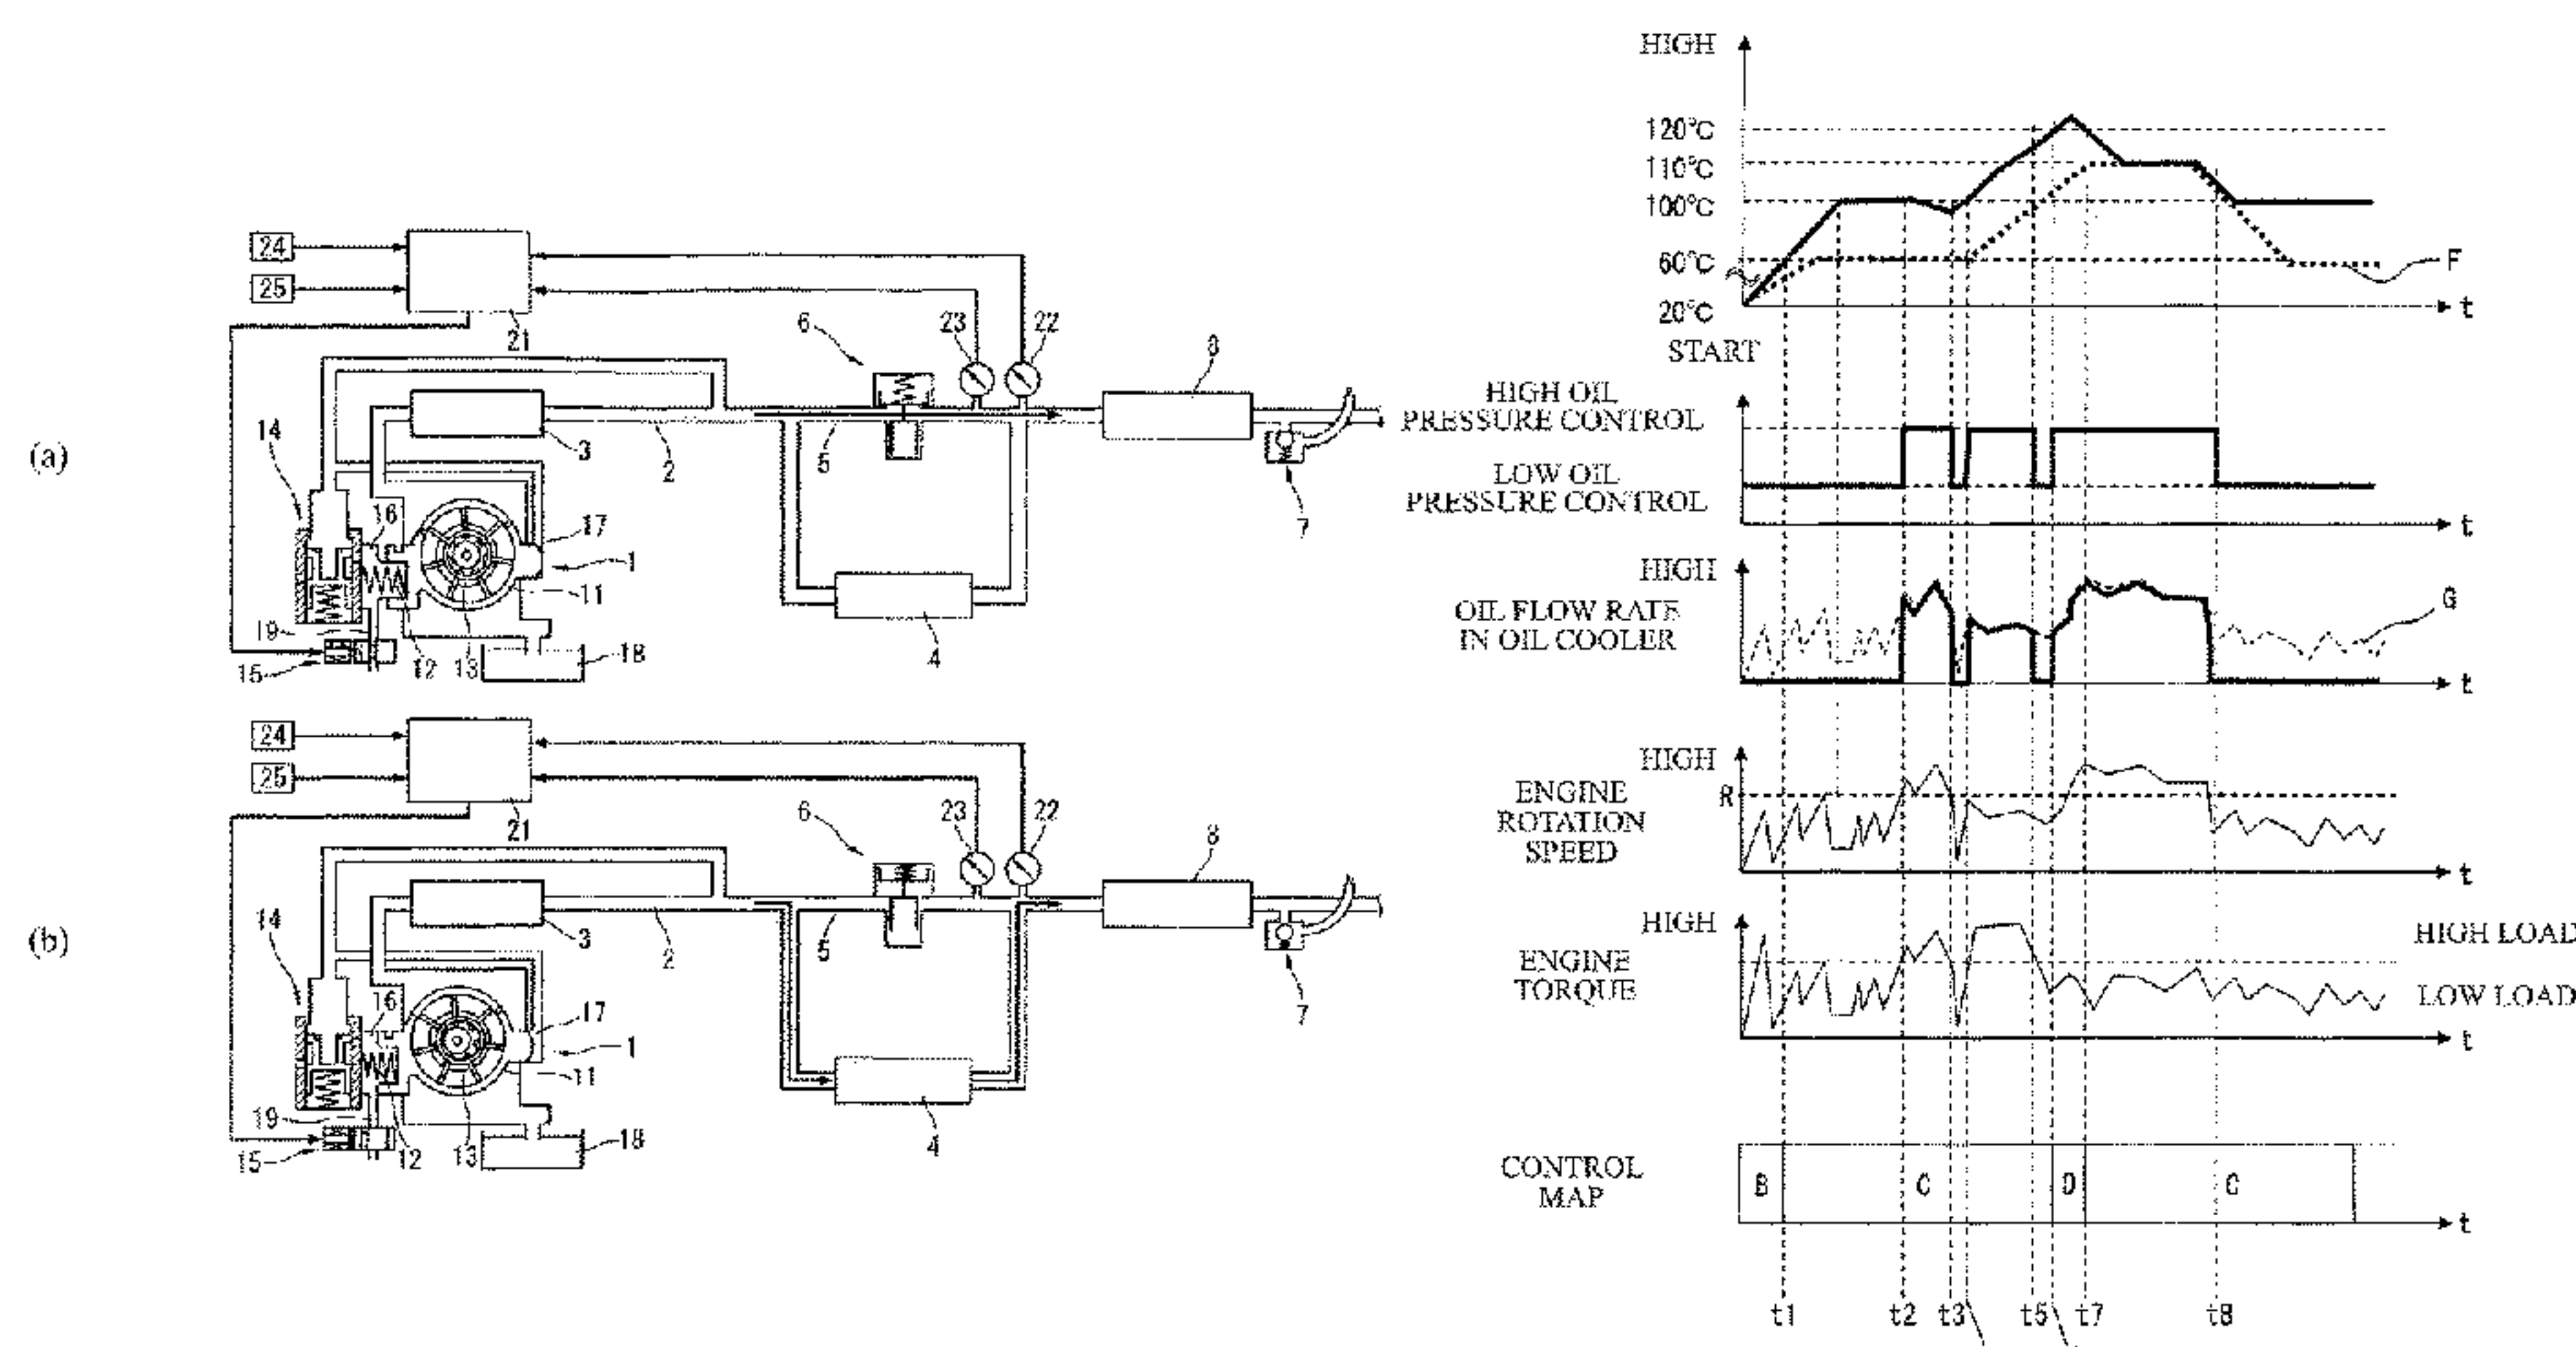 (a)
24
25
21
6
23
22
8
14
3
2
5
7
16
17
1
11
19
15
12
13
18
4
(b)
24
25
21
6
23
22
8
14
3
2
5
7
16
17
1
11
19
15
12
13
18
4
HIGH
120°C
110°C
100°C
60°C
20°C
START
F
t
HIGH OIL
PRESSURE CONTROL
LOW OIL
PRESSURE CONTROL
t
HIGH
OIL FLOW RATE
IN OIL COOLER
G
t
HIGH
R
ENGINE
ROTATION
SPEED
t
HIGH
ENGINE
TORQUE
HIGH LOAD
LOW LOAD
t
CONTROL
MAP
B
C
D
C
t
t1
t2
t3
t5
t7
t8